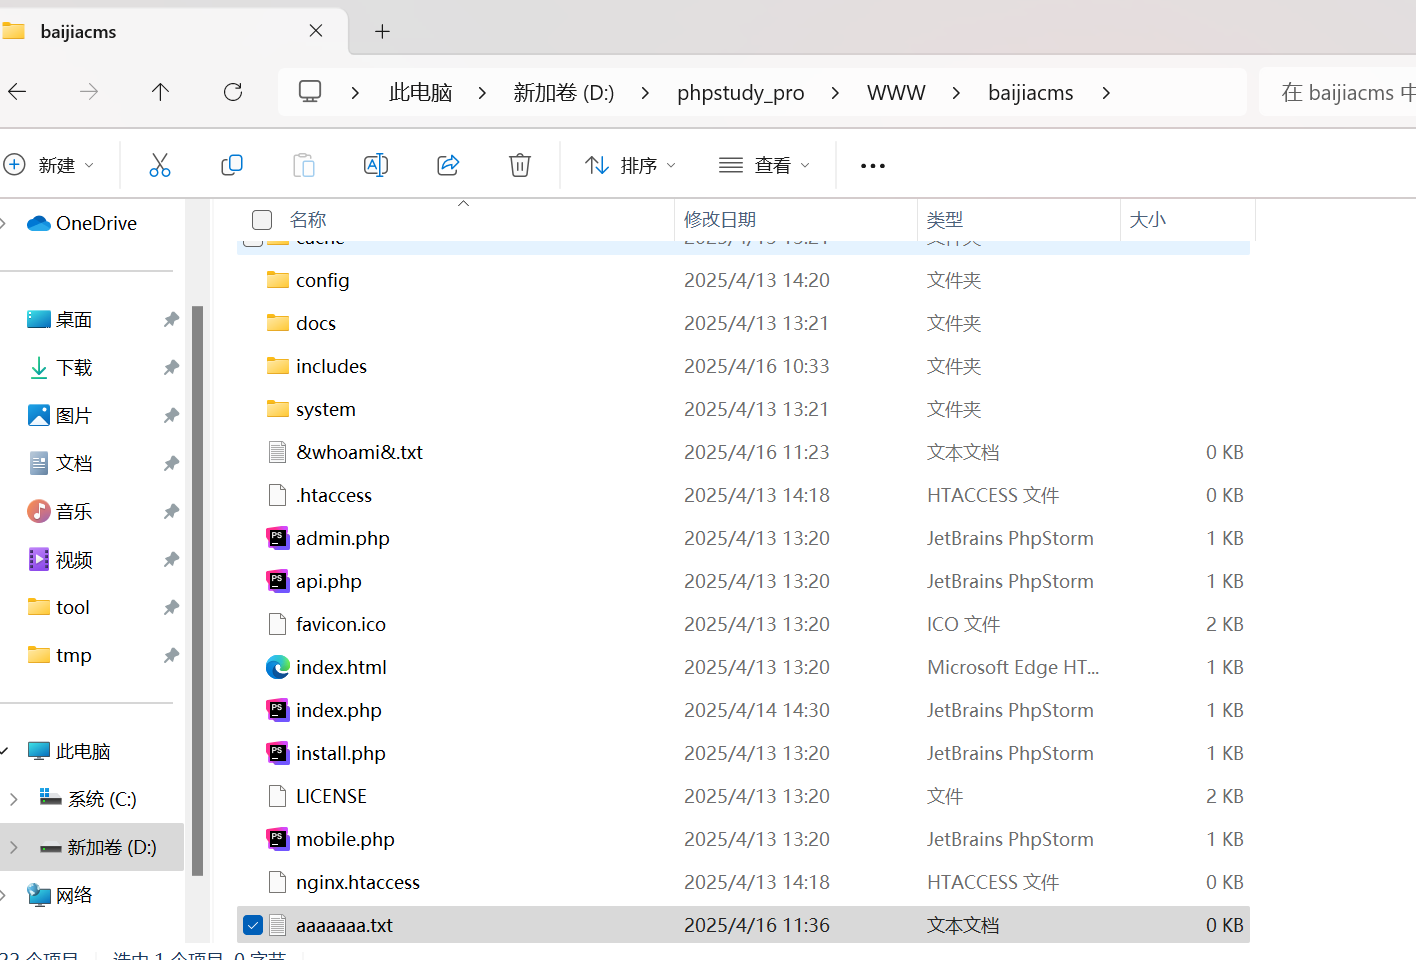 baijiacms
此电脑 新加卷 (D:) phpstudy_pro WWW baijiacms 在 baijiacms 中
新建 排序 查看
名称 修改日期 类型 大小
OneDrive
桌面
下载
图片
文档
音乐
视频
tool
tmp
此电脑
系统 (C:)
新加卷 (D:)
网络
cache 2025/4/13 13:21 文件夹
config 2025/4/13 14:20 文件夹
docs 2025/4/13 13:21 文件夹
includes 2025/4/16 10:33 文件夹
system 2025/4/13 13:21 文件夹
&whoami&.txt 2025/4/16 11:23 文本文档 0 KB
.htaccess 2025/4/13 14:18 HTACCESS 文件 0 KB
admin.php 2025/4/13 13:20 JetBrains PhpStorm 1 KB
api.php 2025/4/13 13:20 JetBrains PhpStorm 1 KB
favicon.ico 2025/4/13 13:20 ICO 文件 2 KB
index.html 2025/4/13 13:20 Microsoft Edge HT... 1 KB
index.php 2025/4/14 14:30 JetBrains PhpStorm 1 KB
install.php 2025/4/13 13:20 JetBrains PhpStorm 1 KB
LICENSE 2025/4/13 13:20 文件 2 KB
mobile.php 2025/4/13 13:20 JetBrains PhpStorm 1 KB
nginx.htaccess 2025/4/13 14:18 HTACCESS 文件 0 KB
aaaaaaa.txt 2025/4/16 11:36 文本文档 0 KB
个项目 选中 1 个项目 0 字节